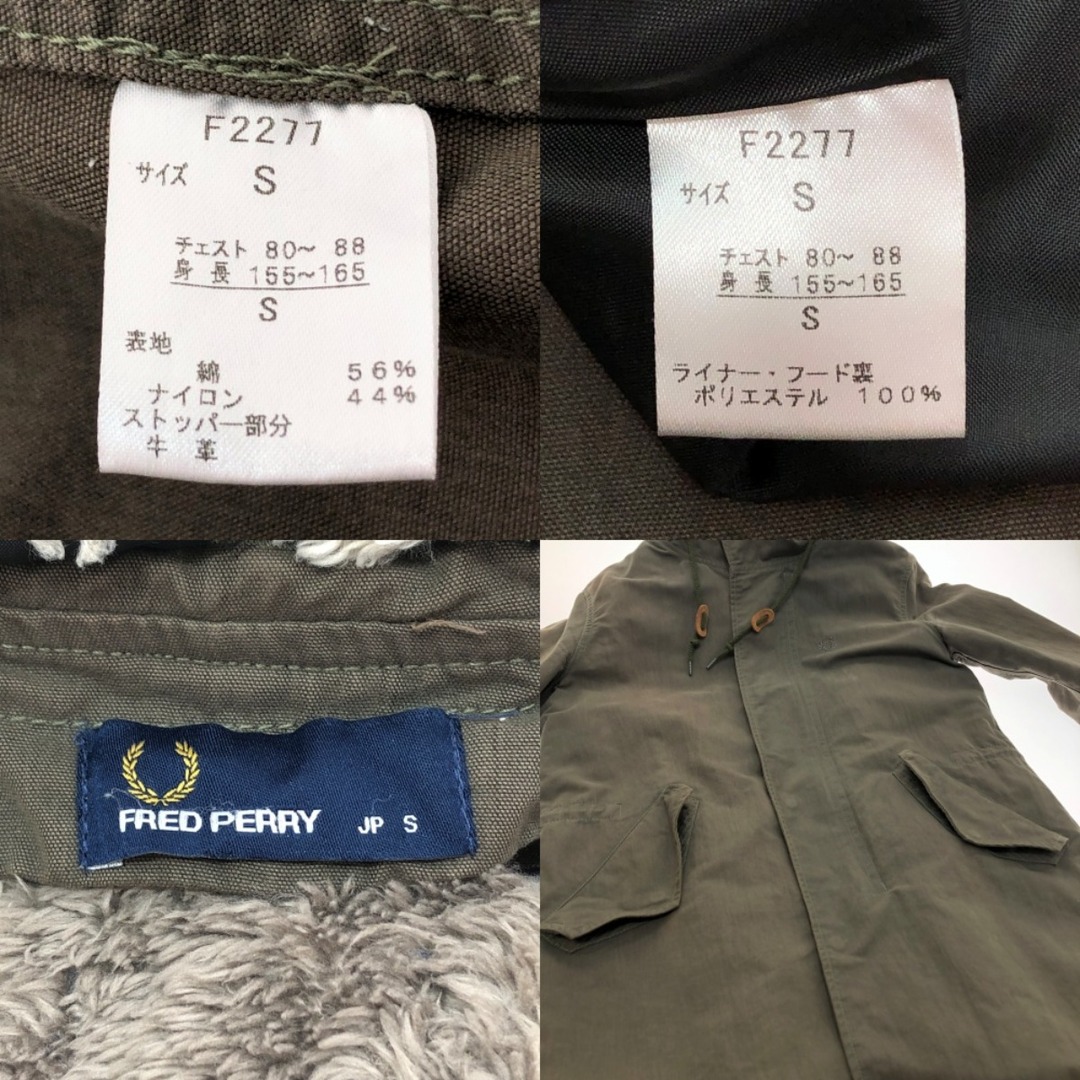 F2277
サイズ S
チェスト 80～ 88
身 長 155～165
S
表地
綿 56%
ナイロン 44%
ストッパー部分
牛 革
F2277
サイズ S
チェスト 80～ 88
身 長 155～165
S
ライナー・フード裏
ポリエステル 100%
FRED PERRY JP S